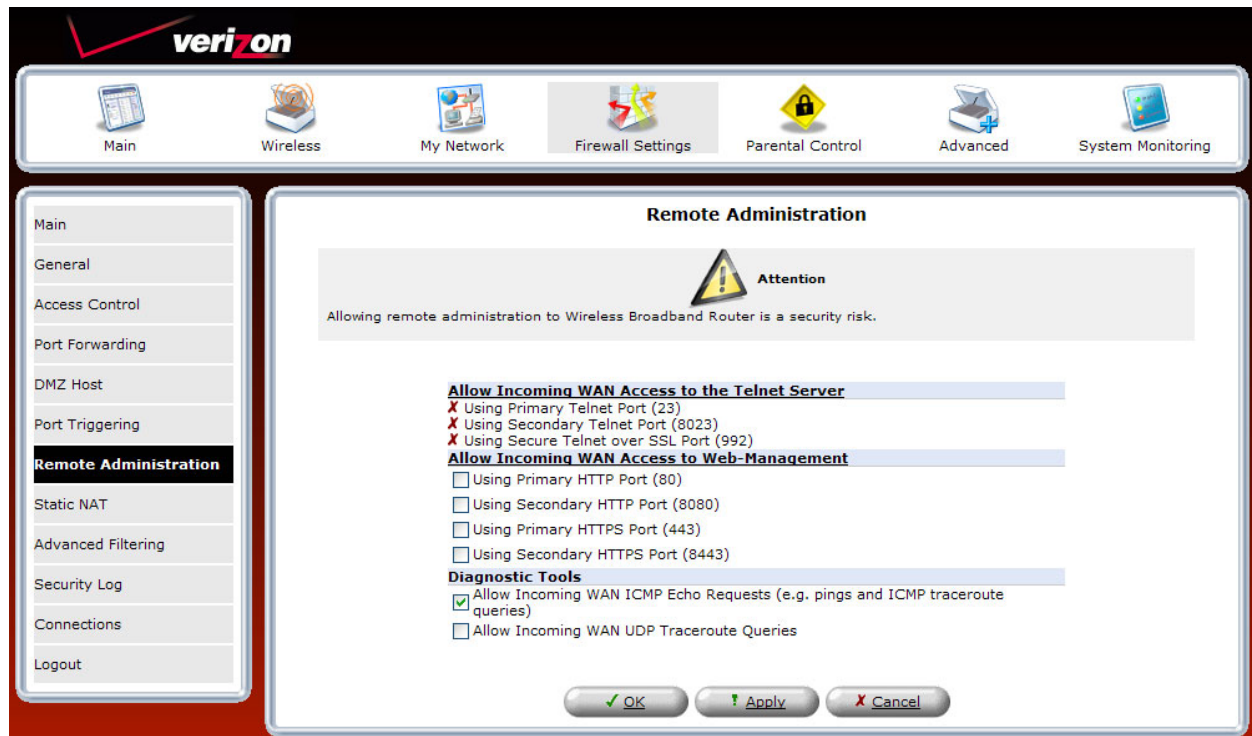 verizon
Main
Wireless
My Network
Firewall Settings
Parental Control
Advanced
System Monitoring
Main
General
Access Control
Port Forwarding
DMZ Host
Port Triggering
Remote Administration
Static NAT
Advanced Filtering
Security Log
Connections
Logout
Remote Administration
Attention
Allowing remote administration to Wireless Broadband Router is a security risk.
Allow Incoming WAN Access to the Telnet Server
Using Primary Telnet Port (23)
Using Secondary Telnet Port (8023)
Using Secure Telnet over SSL Port (992)
Allow Incoming WAN Access to Web-Management
Using Primary HTTP Port (80)
Using Secondary HTTP Port (8080)
Using Primary HTTPS Port (443)
Using Secondary HTTPS Port (8443)
Diagnostic Tools
Allow Incoming WAN ICMP Echo Requests (e.g. pings and ICMP traceroute
queries)
Allow Incoming WAN UDP Traceroute Queries
OK
Apply
Cancel